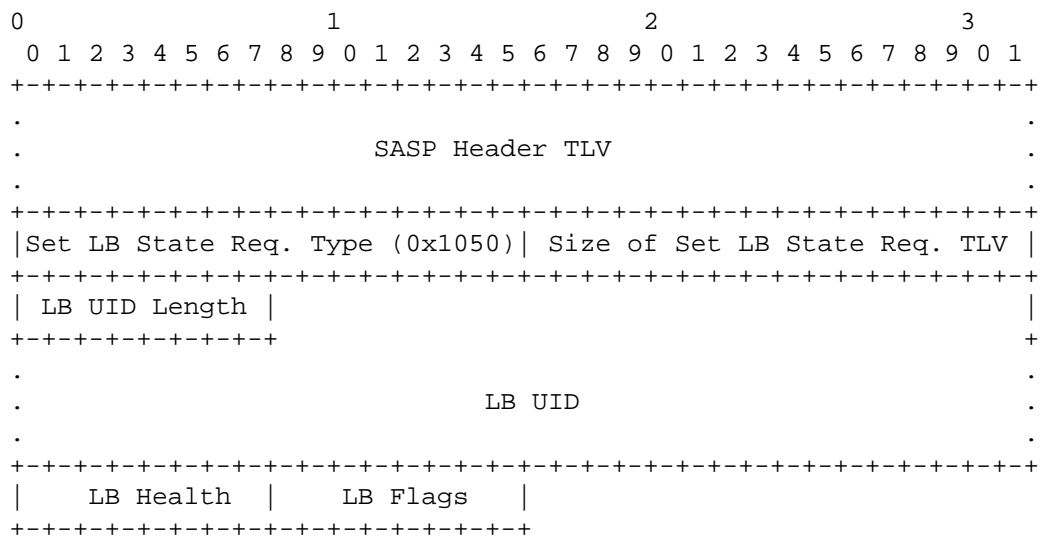 0                   1                   2                   3
 0 1 2 3 4 5 6 7 8 9 0 1 2 3 4 5 6 7 8 9 0 1 2 3 4 5 6 7 8 9 0 1
+-+-+-+-+-+-+-+-+-+-+-+-+-+-+-+-+-+-+-+-+-+-+-+-+-+-+-+-+-+-+-+-+
.                                                               .
.                      SASP Header TLV                          .
.                                                               .
+-+-+-+-+-+-+-+-+-+-+-+-+-+-+-+-+-+-+-+-+-+-+-+-+-+-+-+-+-+-+-+-+
|Set LB State Req. Type (0x1050)| Size of Set LB State Req. TLV |
+-+-+-+-+-+-+-+-+-+-+-+-+-+-+-+-+-+-+-+-+-+-+-+-+-+-+-+-+-+-+-+-+
| LB UID Length |                                               |
+-+-+-+-+-+-+-+-+                                               +
.                                                               .
.                             LB UID                            .
.                                                               .
+-+-+-+-+-+-+-+-+-+-+-+-+-+-+-+-+-+-+-+-+-+-+-+-+-+-+-+-+-+-+-+-+
|    LB Health  |    LB Flags   |
+-+-+-+-+-+-+-+-+-+-+-+-+-+-+-+-+